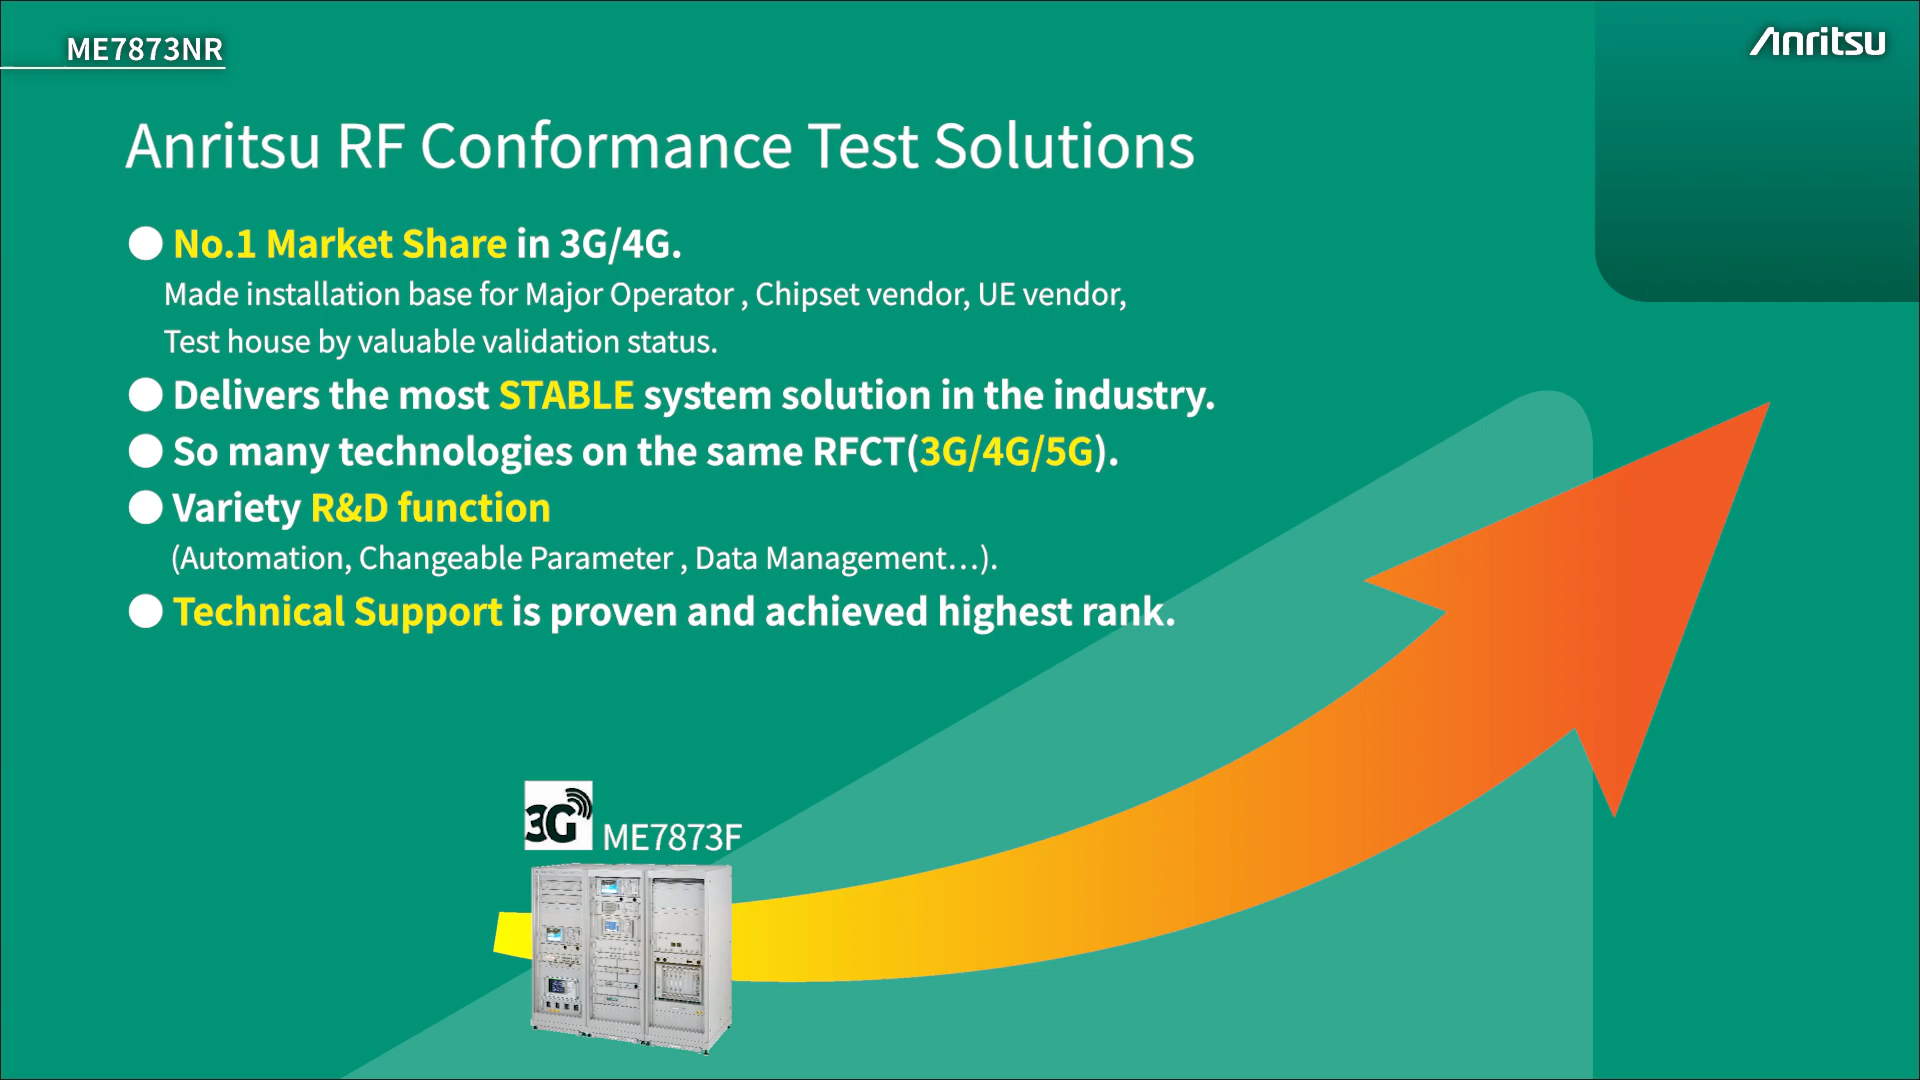 ME7873NR
Anritsu
Anritsu RF Conformance Test Solutions
● No.1 Market Share in 3G/4G.
Made installation base for Major Operator , Chipset vendor, UE vendor,
Test house by valuable validation status.
● Delivers the most STABLE system solution in the industry.
● So many technologies on the same RFCT(3G/4G/5G).
● Variety R&D function
(Automation, Changeable Parameter , Data Management…).
● Technical Support is proven and achieved highest rank.
3G
ME7873F